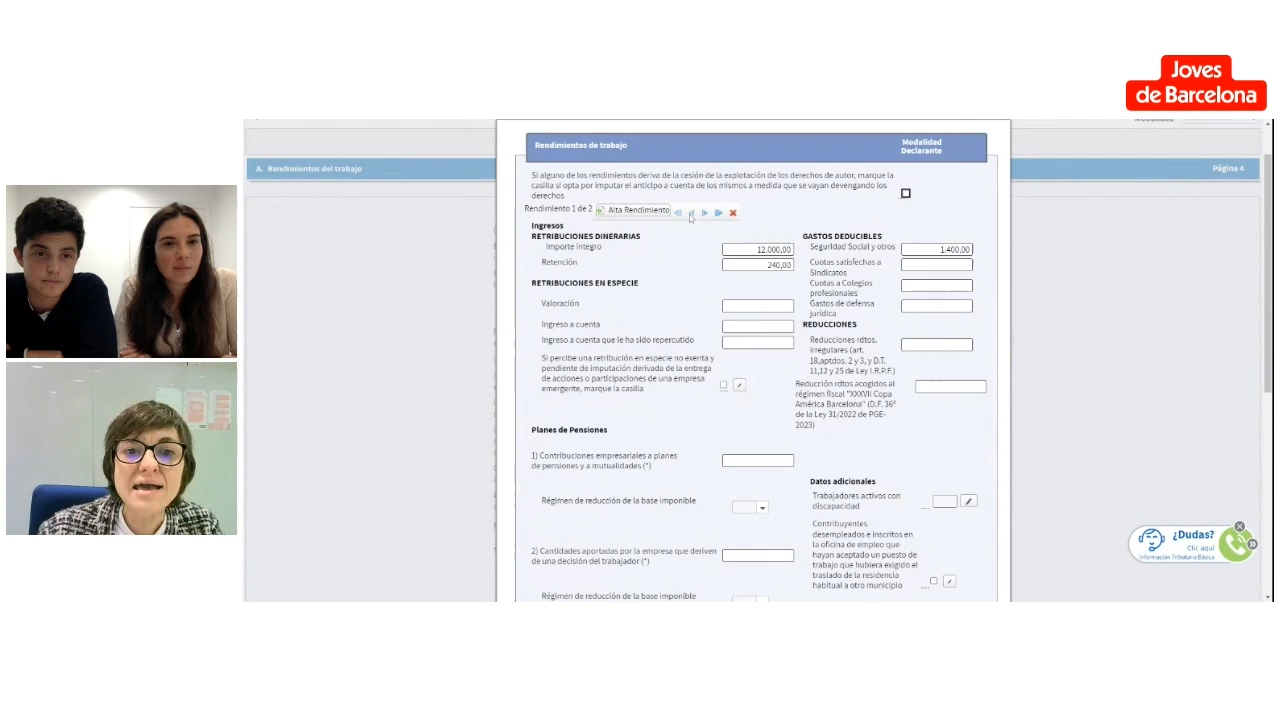 Joves
de Barcelona
A. Rendimientos del trabajo
Página 4
Rendimientos de trabajo
Modalidad
Declarante
Si alguno de los rendimientos deriva de la cesión de la explotación de los derechos de autor, marque la
casilla si opta por imputar el anticipo a cuenta de los mismos a medida que se vayan devengando los
derechos
Rendimiento 1 de 2 Alta Rendimiento
Ingresos
RETRIBUCIONES DINERARIAS
Importe íntegro 12.000,00
Retención 240,00
RETRIBUCIONES EN ESPECIE
Valoración
Ingreso a cuenta
Ingreso a cuenta que le ha sido repercutido
Si percibe una retribución en especie no exenta y
pendiente de imputación derivada de la entrega
de acciones o participaciones de una empresa
emergente, marque la casilla
GASTOS DEDUCIBLES
Seguridad Social y otros 1.400,00
Cuotas satisfechas a
Sindicatos
Cuotas a Colegios
profesionales
Gastos de defensa
jurídica
REDUCCIONES
Reducciones rdtos.
irregulares (art.
18,aptdos. 2 y 3, y D.T.
11,12 y 25 de Ley I.R.P.F.)
Reducción rdtos acogidos al
régimen fiscal "XXXVII Copa
América Barcelona" (D.F. 36ª
de la Ley 31/2022 de PGE-
2023)
Planes de Pensiones
1) Contribuciones empresariales a planes
de pensiones y a mutualidades (*)
Régimen de reducción de la base imponible
2) Cantidades aportadas por la empresa que deriven
de una decisión del trabajador (*)
Régimen de reducción de la base imponible
Datos adicionales
Trabajadores activos con
discapacidad
Contribuyentes
desempleados e inscritos en
la oficina de empleo que
hayan aceptado un puesto de
trabajo que hubiera exigido el
traslado de la residencia
habitual a otro municipio
¿Dudas?
Clic aquí
Información Tributaria Básica